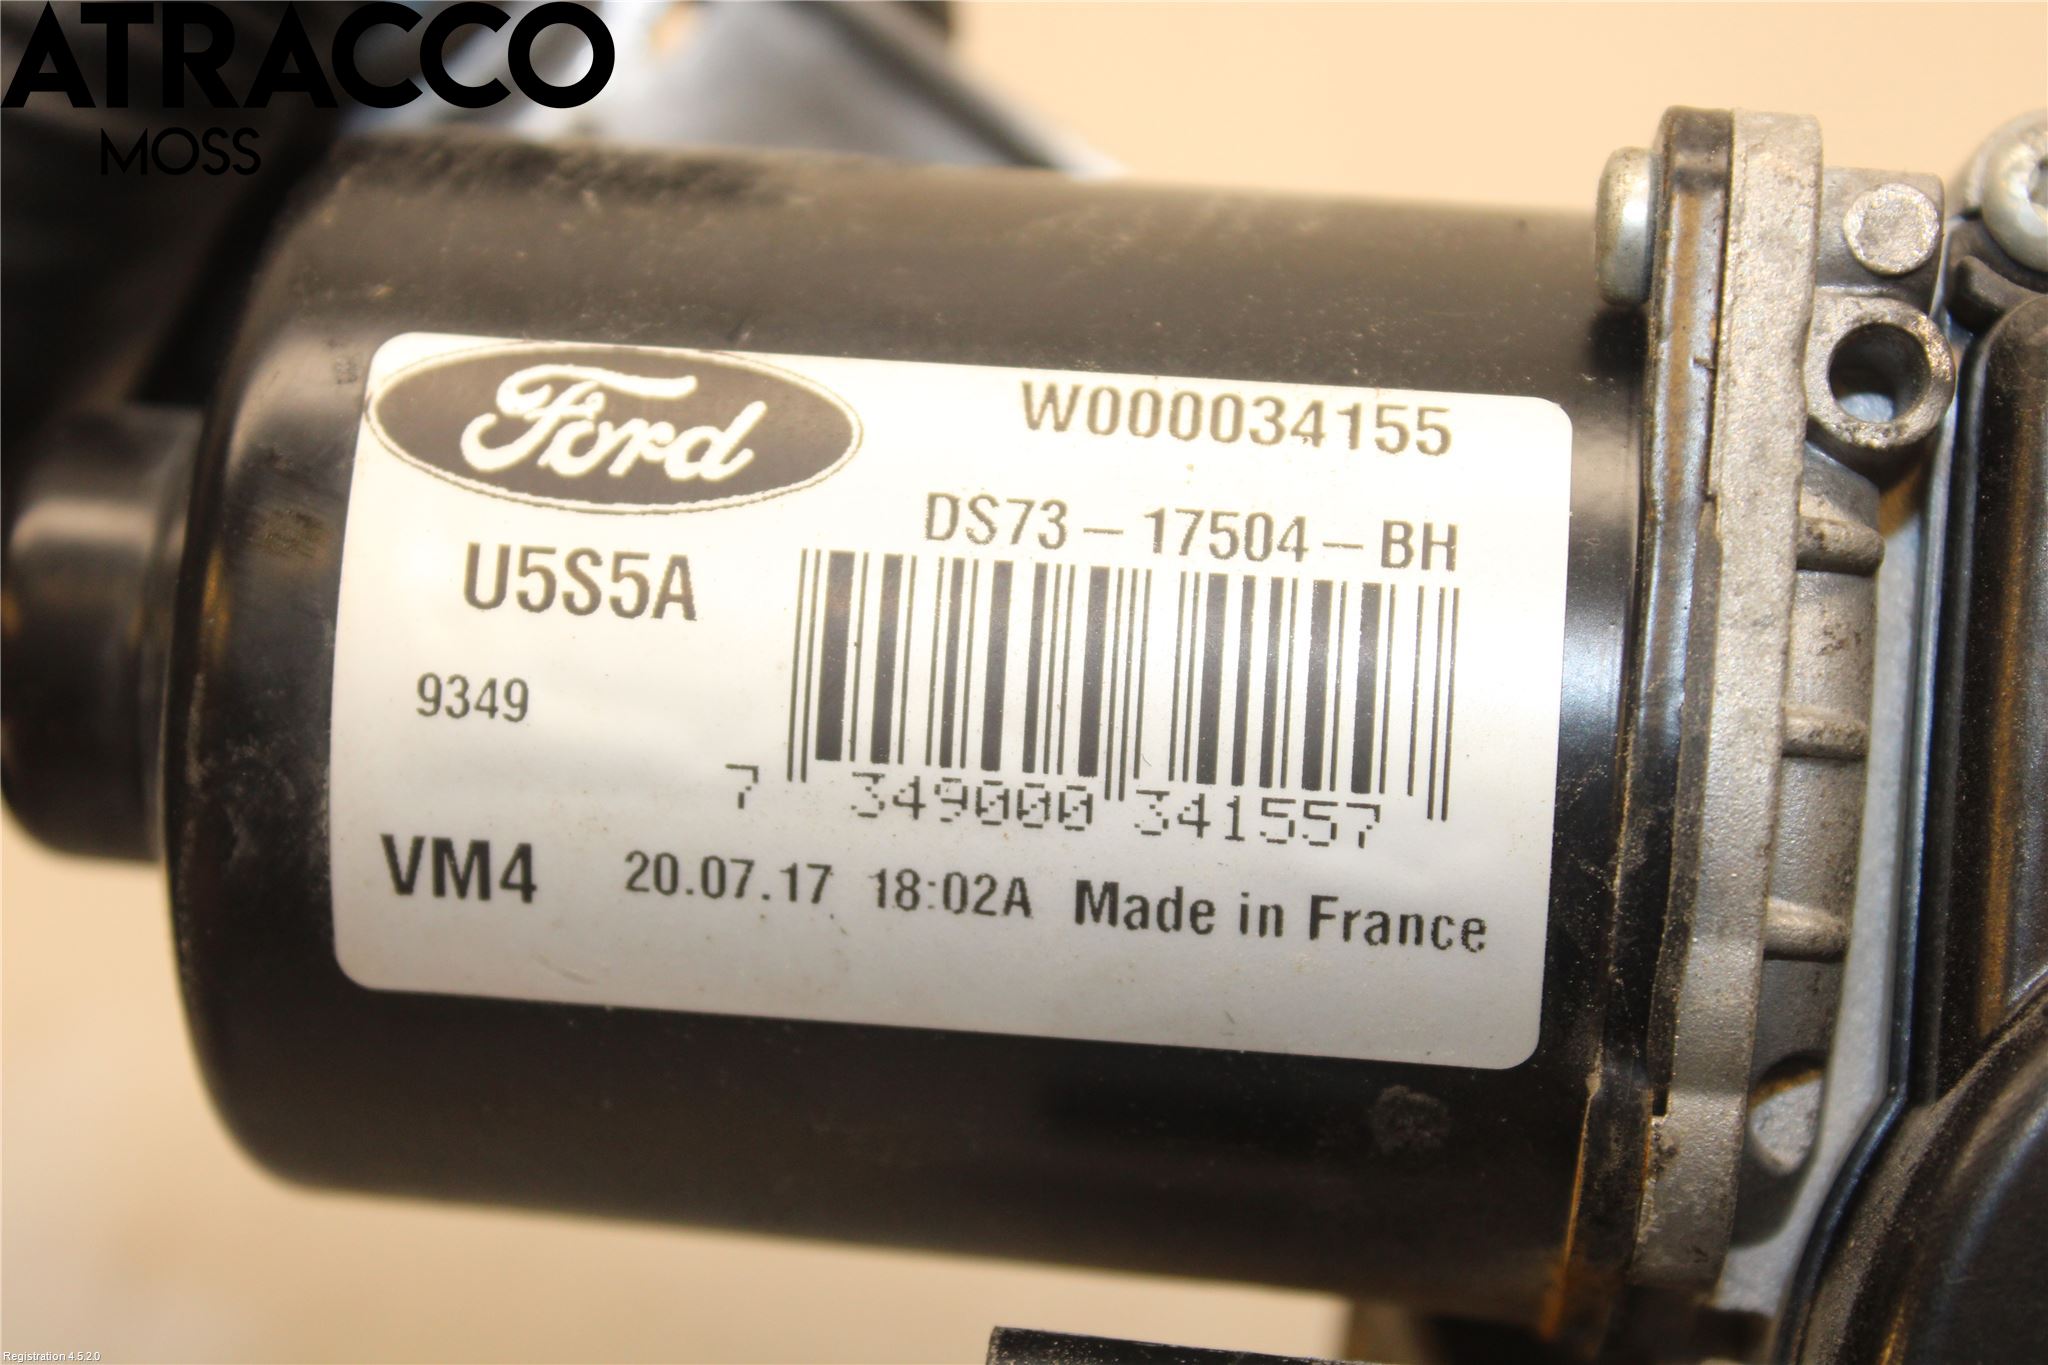 ATRACCO
MOSS
Ford
W000034155
DS73-17504-BH
U5S5A
9349
7 349000 341557
VM4 20.07.17 18:02A Made in France
Registration 4.5.2.0